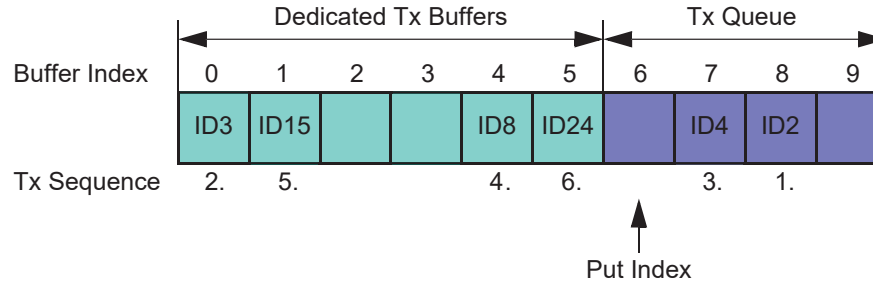 Dedicated Tx Buffers Tx Queue
Buffer Index 0 1 2 3 4 5 6 7 8 9
ID3 ID15 ID8 ID24 ID4 ID2
Tx Sequence 2. 5. 4. 6. 3. 1.
Put Index